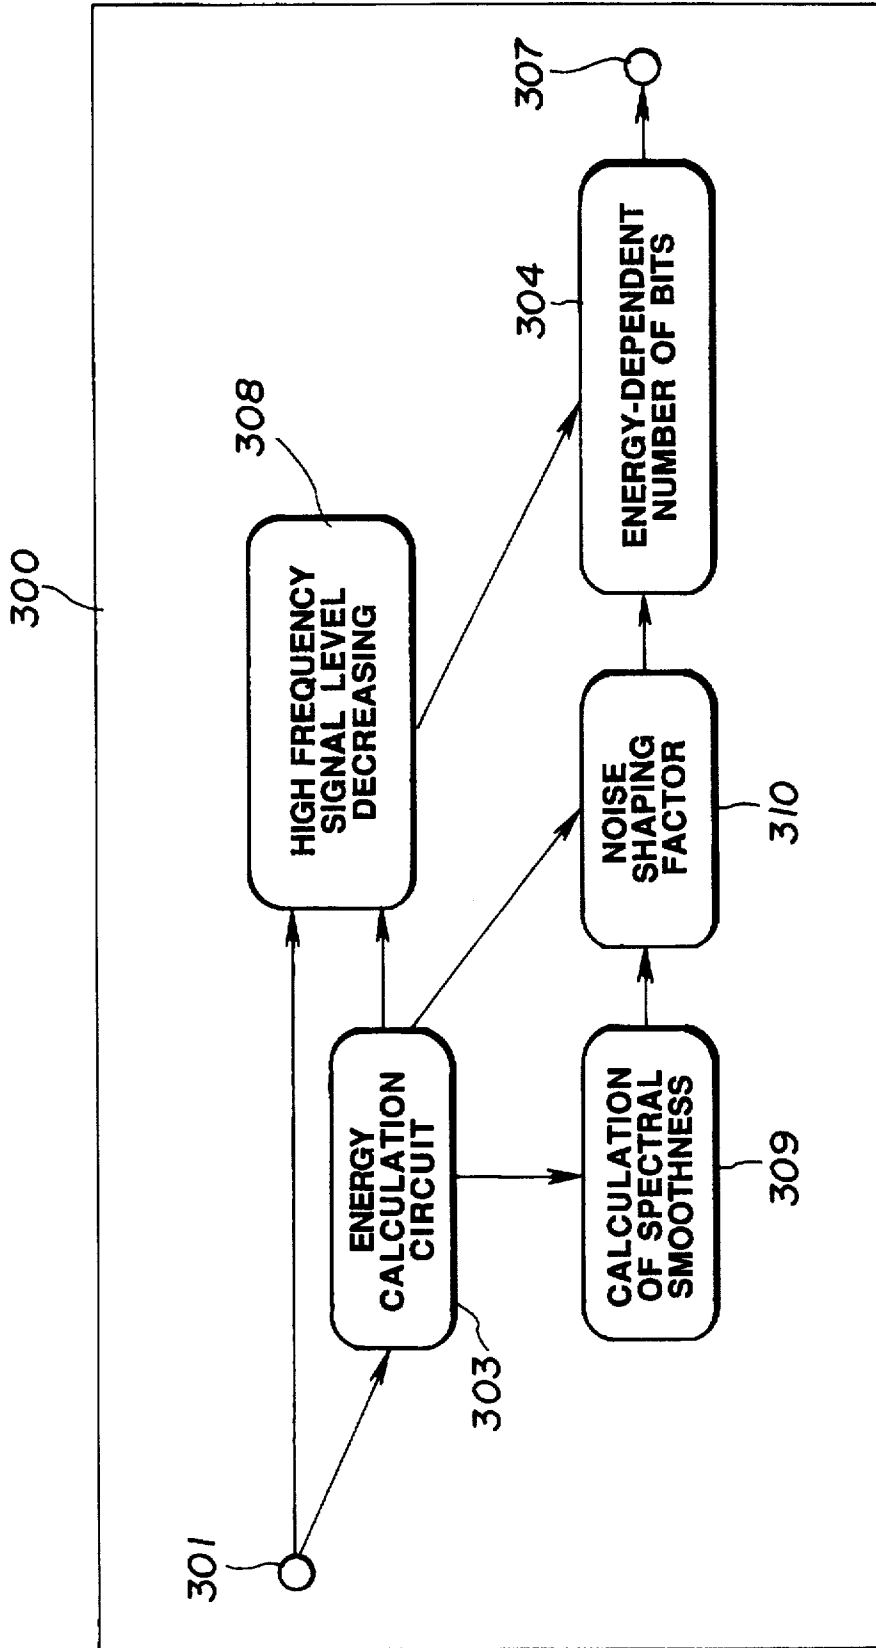 300
301
303
ENERGY
CALCULATION
CIRCUIT
308
HIGH FREQUENCY
SIGNAL LEVEL
DECREASING
309
CALCULATION
OF SPECTRAL
SMOOTHNESS
310
NOISE
SHAPING
FACTOR
304
ENERGY-DEPENDENT
NUMBER OF BITS
307